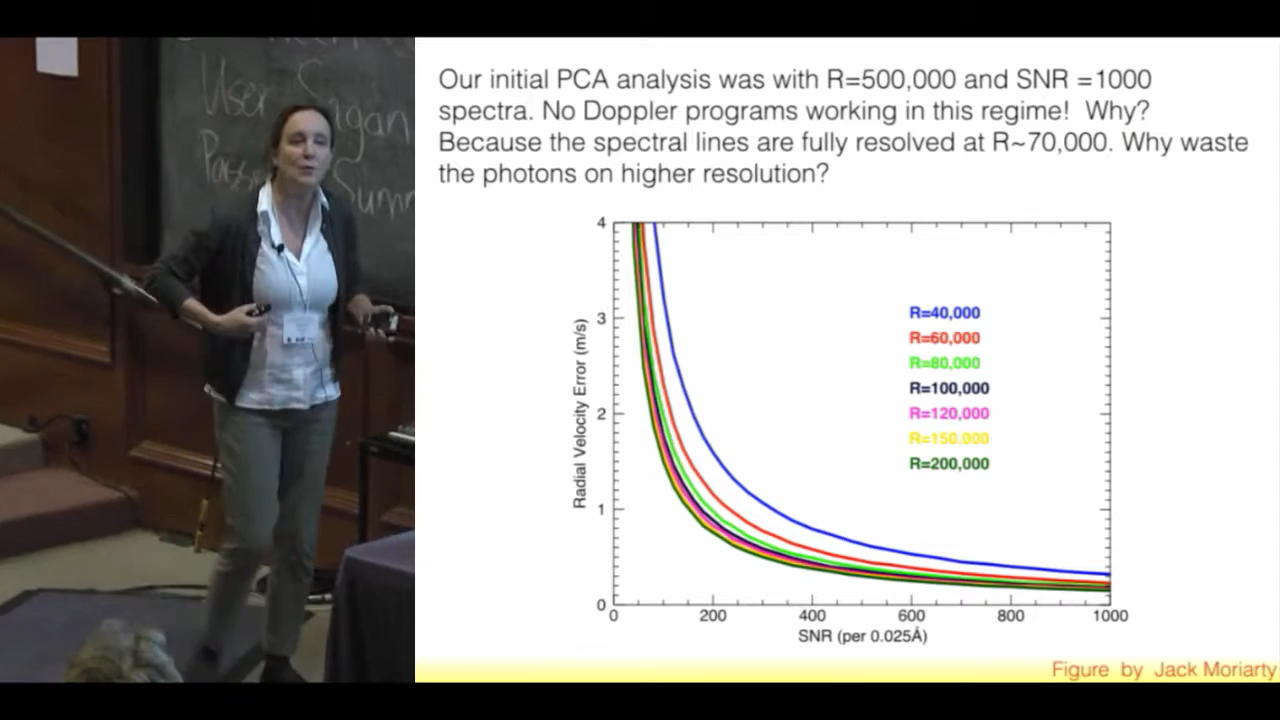 User Sagan
Our initial PCA analysis was with R=500,000 and SNR =1000
spectra. No Doppler programs working in this regime! Why?
Because the spectral lines are fully resolved at R~70,000. Why waste
the photons on higher resolution?
4
3
2
1
0
Radial Velocity Error (m/s)
R=40,000
R=60,000
R=80,000
R=100,000
R=120,000
R=150.000
R=200,000
0 200 400 600 800 1000
SNR (per 0.025Å)
Figure by Jack Moriarty